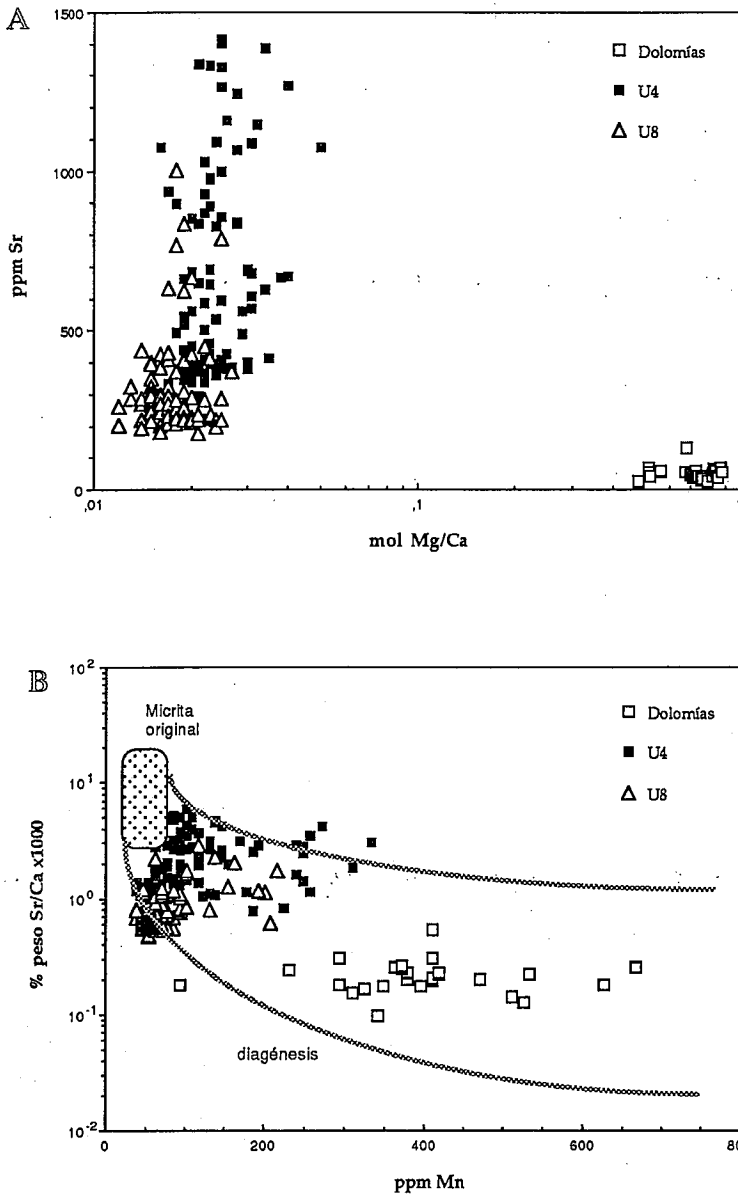 A
1500
1000
500
0
ppm Sr
Dolomías
U4
U8
,01
,1
mol Mg/Ca
B
10²
10¹
10⁰
10⁻¹
10⁻²
% peso Sr/Ca x1000
Micrita
original
Dolomías
U4
U8
diagénesis
0
200
400
600
80
ppm Mn